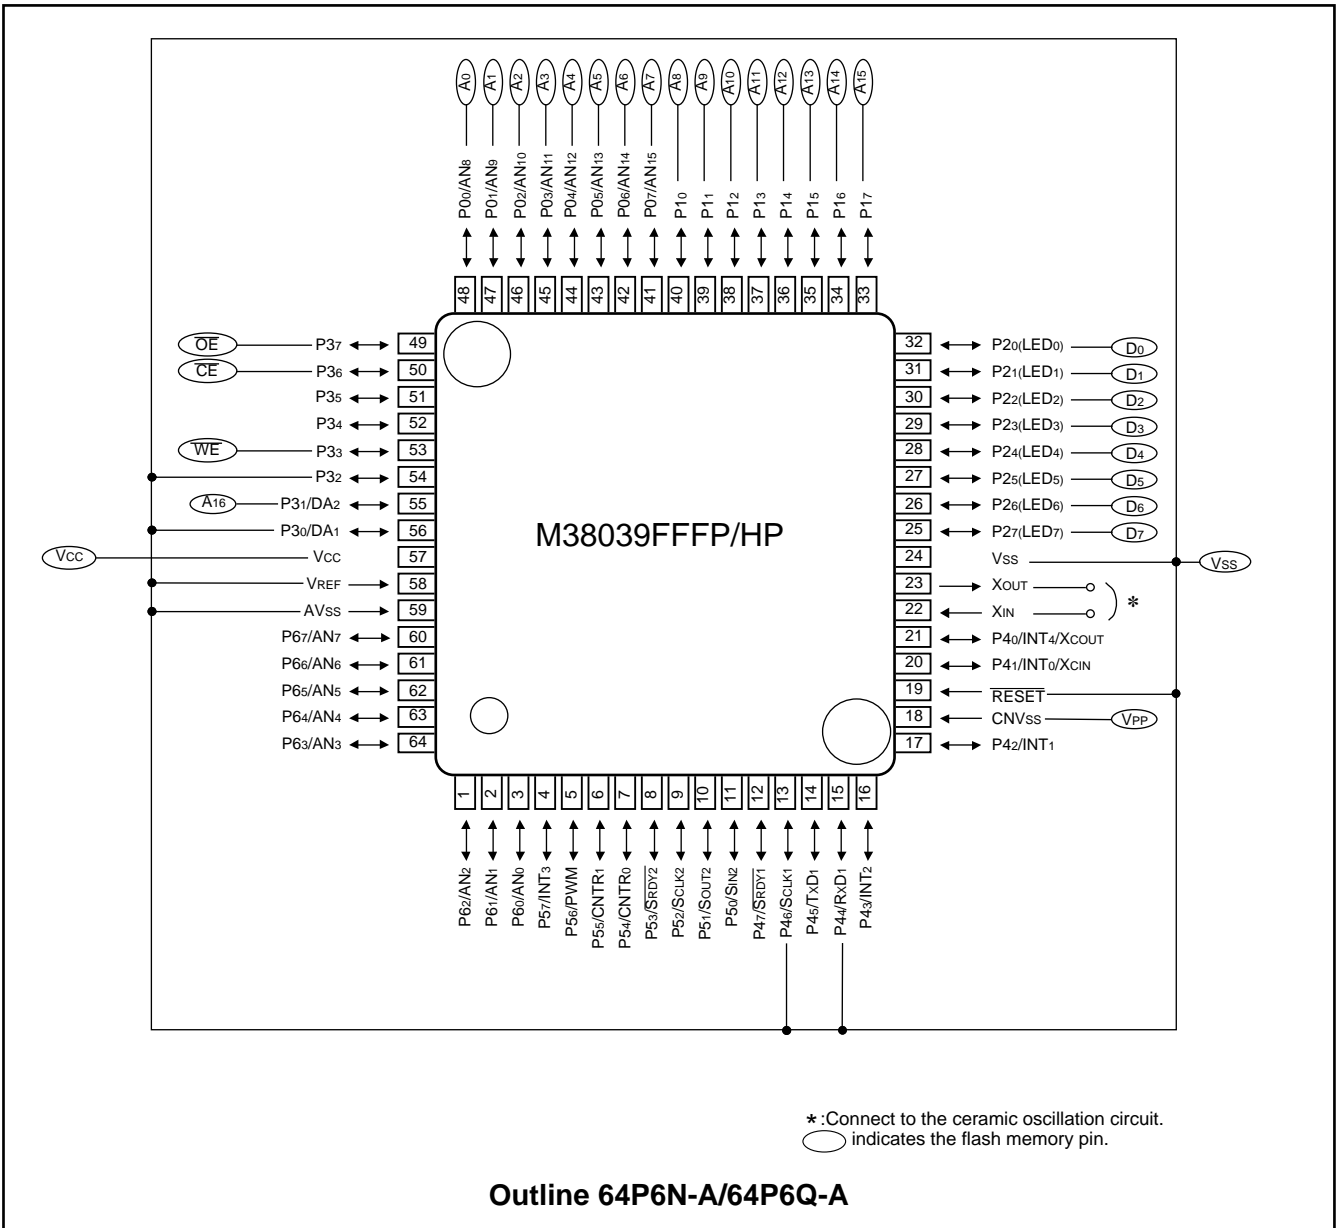 A0 A1 A2 A3 A4 A5 A6 A7 A8 A9 A10 A11 A12 A13 A14 A15
P00/AN8 P01/AN9 P02/AN10 P03/AN11 P04/AN12 P05/AN13 P06/AN14 P07/AN15 P10 P11 P12 P13 P14 P15 P16 P17
48 47 46 45 44 43 42 41 40 39 38 37 36 35 34 33
OE P37 49
CE P36 50
P35 51
P34 52
WE P33 53
P32 54
A16 P31/DA2 55
P30/DA1 56
VCC VCC 57
VREF 58
AVSS 59
P67/AN7 60
P66/AN6 61
P65/AN5 62
P64/AN4 63
P63/AN3 64
M38039FFFP/HP
32 P20(LED0) D0
31 P21(LED1) D1
30 P22(LED2) D2
29 P23(LED3) D3
28 P24(LED4) D4
27 P25(LED5) D5
26 P26(LED6) D6
25 P27(LED7) D7
24 VSS VSS
23 XOUT
22 XIN *
21 P40/INT4/XCOUT
20 P41/INT0/XCIN
19 RESET
18 CNVSS VPP
17 P42/INT1
1 2 3 4 5 6 7 8 9 10 11 12 13 14 15 16
P62/AN2 P61/AN1 P60/AN0 P57/INT3 P56/PWM P55/CNTR1 P54/CNTR0 P53/SRDY2 P52/SCLK2 P51/SOUT2 P50/SIN2 P47/SRDY1 P46/SCLK1 P45/TXD1 P44/RXD1 P43/INT2
* :Connect to the ceramic oscillation circuit.
indicates the flash memory pin.
Outline 64P6N-A/64P6Q-A